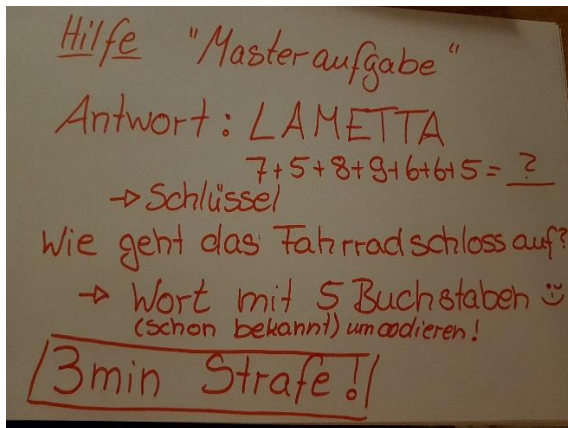 Hilfe "Masteraufgabe"
Antwort: LAMETTA
7+5+8+9+6+6+5=?
→ Schlüssel
Wie geht das Fahrradschloss auf?
→ Wort mit 5 Buchstaben :)
(schon bekannt) umcodieren!
3min Strafe!